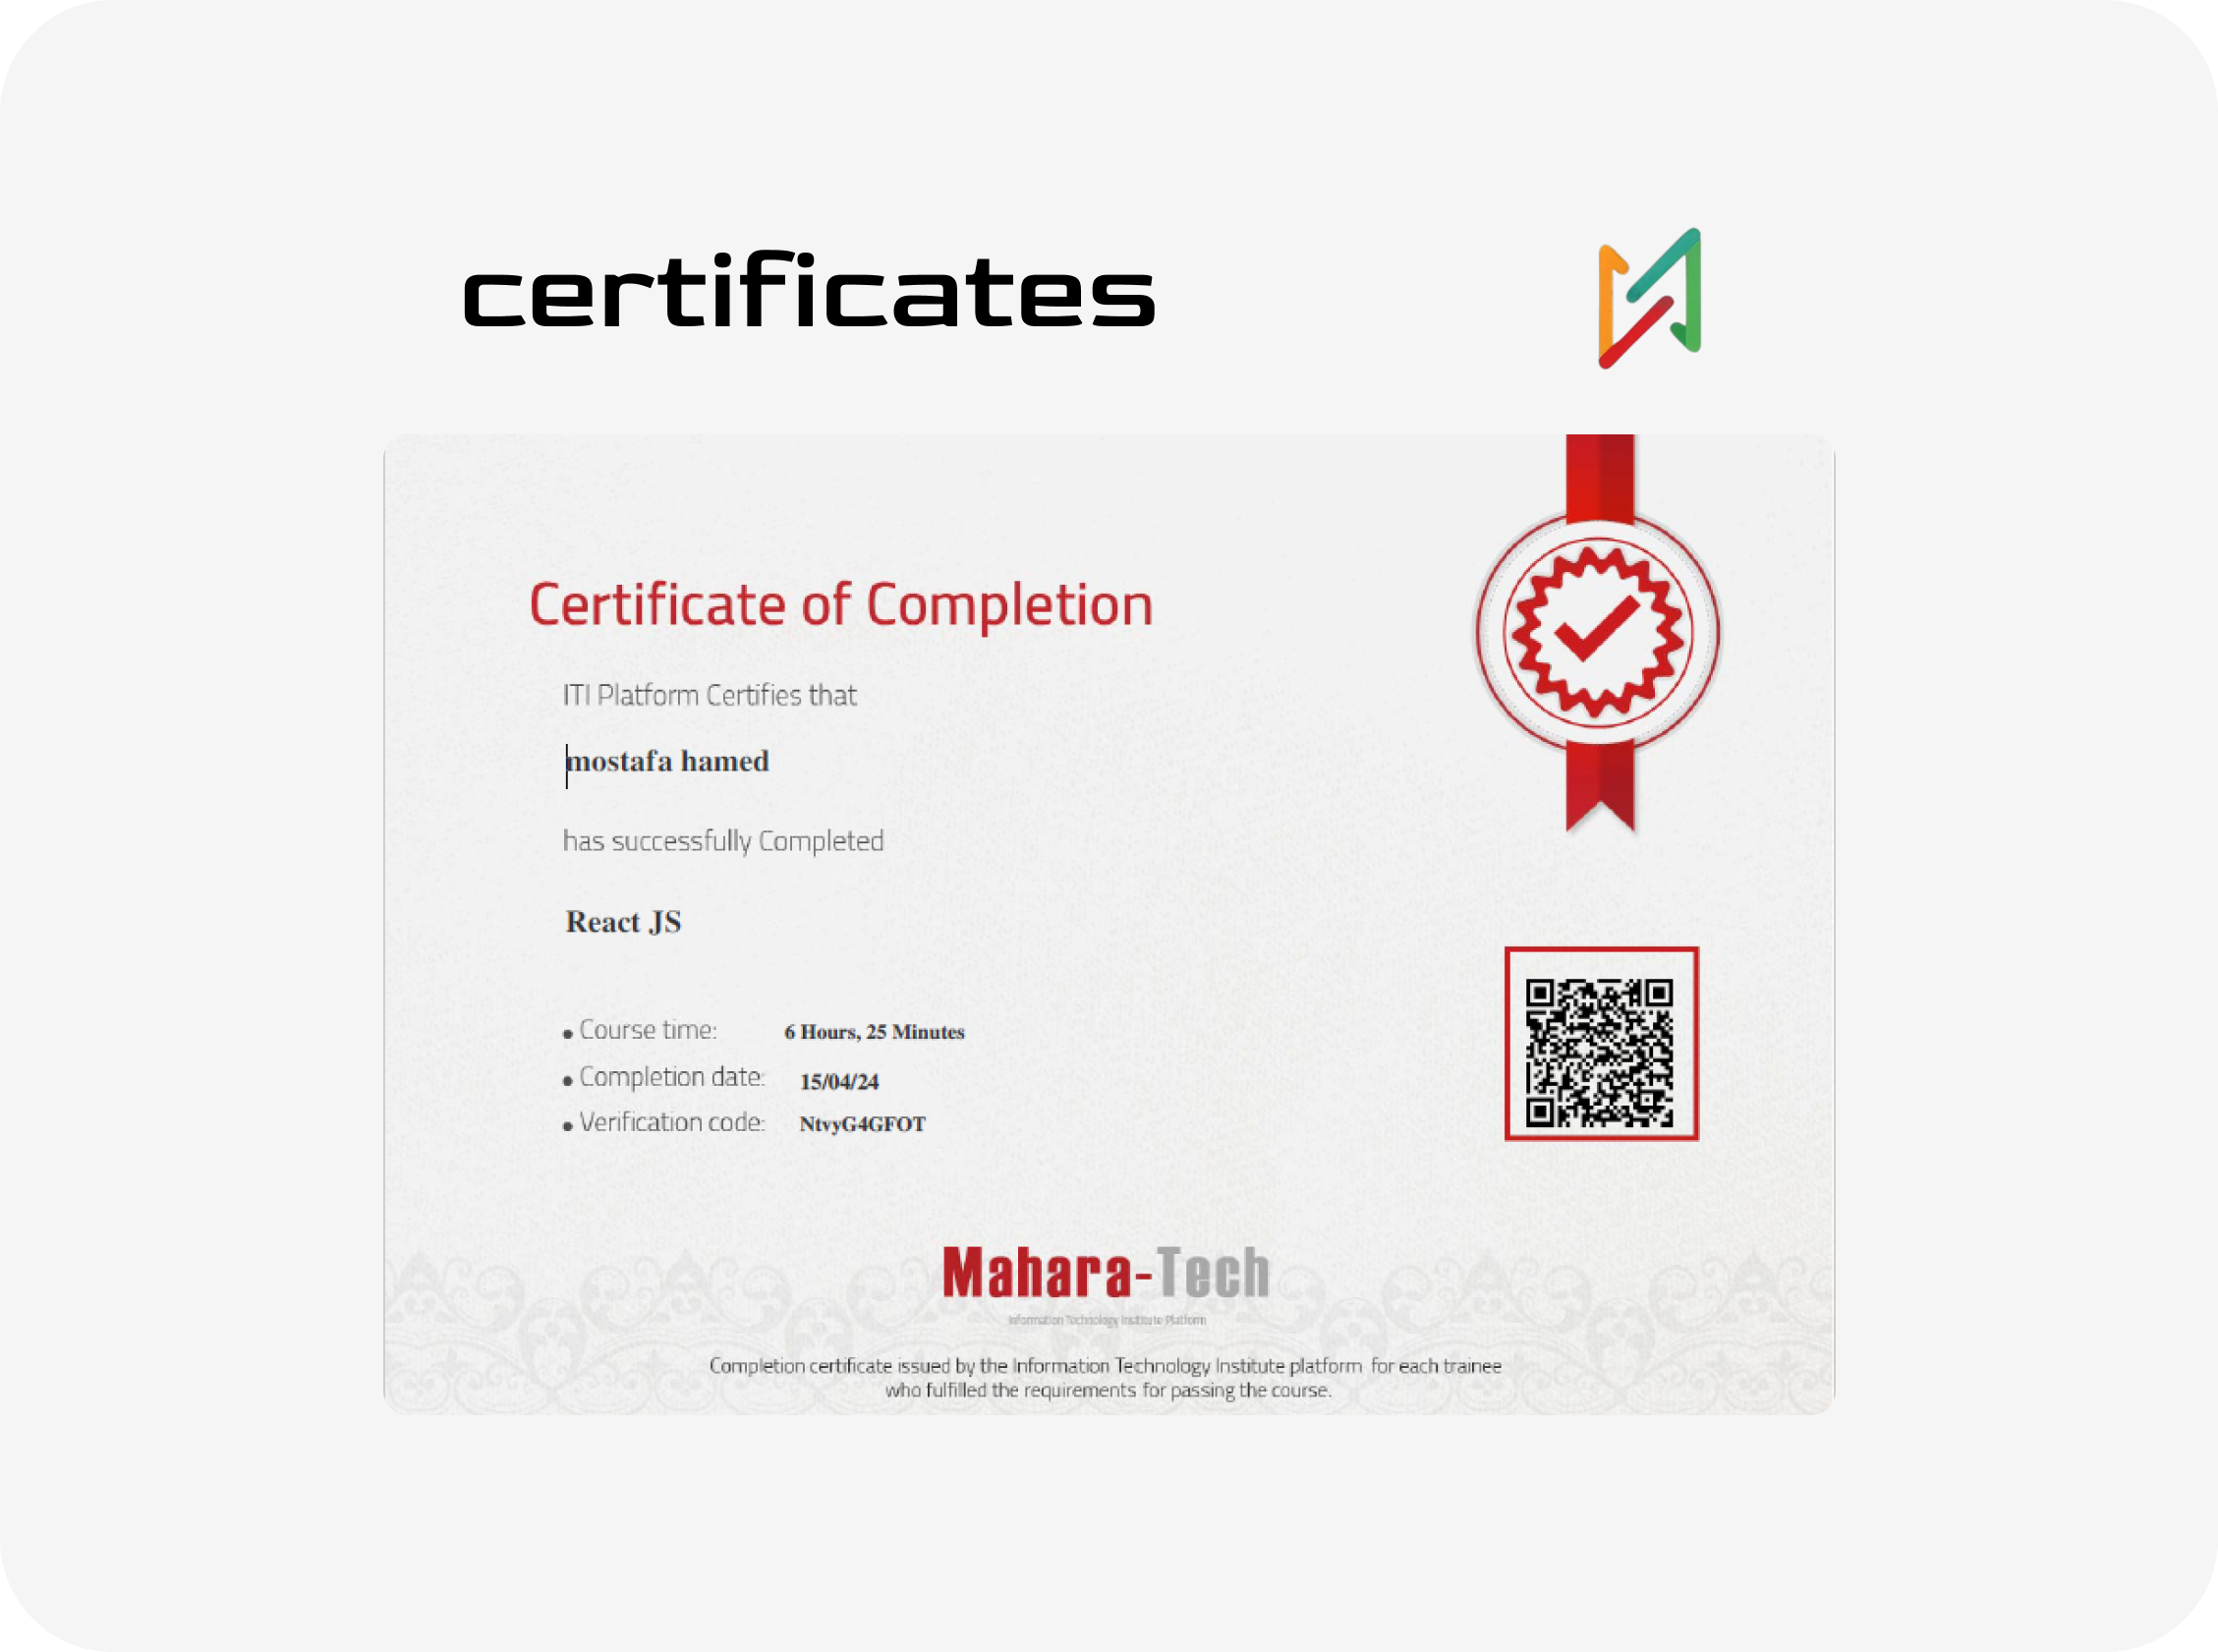 certificates
Certificate of Completion
ITI Platform Certifies that
mostafa hamed
has successfully Completed
React JS
• Course time: 6 Hours, 25 Minutes
• Completion date: 15/04/24
• Verification code: NtvyG4GFOT
Mahara-Tech
Information Technology Institute Platform
Completion certificate issued by the Information Technology Institute platform for each trainee
who fulfilled the requirements for passing the course.